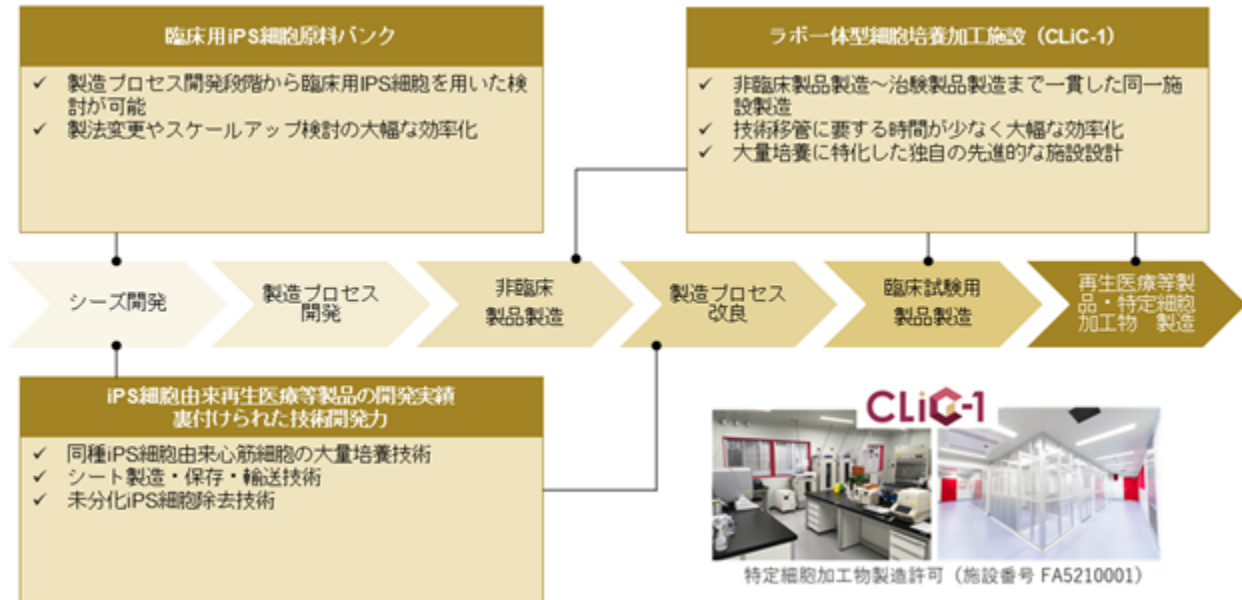 臨床用iPS細胞原料バンク
✓ 製造プロセス開発段階から臨床用IPS細胞を用いた検
討が可能
✓ 製法変更やスケールアップ検討の大幅な効率化
ラボ一体型細胞培養加工施設（CLiC-1）
✓ 非臨床製品製造～治験製品製造まで一貫した同一施
設製造
✓ 技術移管に要する時間が少なく大幅な効率化
✓ 大量培養に特化した独自の先進的な施設設計
シーズ開発
製造プロセス
開発
非臨床
製品製造
製造プロセス
改良
臨床試験用
製品製造
再生医療等製
品・特定細胞
加工物　製造
iPS細胞由来再生医療等製品の開発実績
裏付けられた技術開発力
✓ 同種iPS細胞由来心筋細胞の大量培養技術
✓ シート製造・保存・輸送技術
✓ 未分化iPS細胞除去技術
CLiC-1
特定細胞加工物製造許可（施設番号 FA5210001）